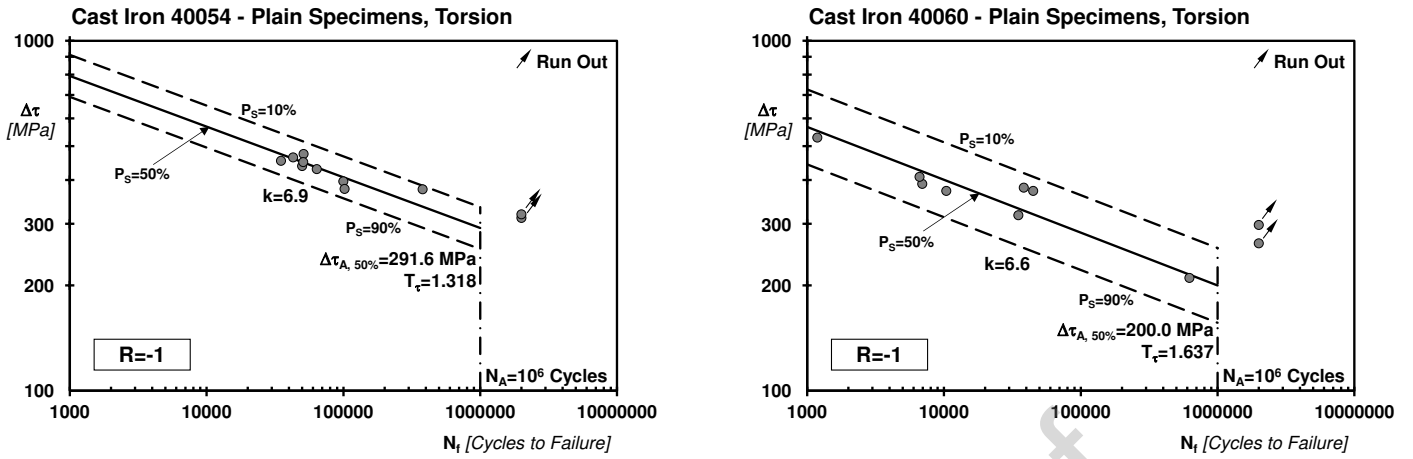 Cast Iron 40054 - Plain Specimens, Torsion
1000
Δτ
[MPa]
Run Out
P_S=10%
P_S=50%
k=6.9
300
P_S=90%
Δτ_A, 50%=291.6 MPa
T_τ=1.318
200
R=-1
N_A=10⁶ Cycles
100
1000 10000 100000 1000000 10000000
N_f [Cycles to Failure]
Cast Iron 40060 - Plain Specimens, Torsion
1000
Δτ
[MPa]
Run Out
P_S=10%
P_S=50%
k=6.6
300
200
P_S=90%
Δτ_A, 50%=200.0 MPa
T_τ=1.637
R=-1
N_A=10⁶ Cycles
100
1000 10000 100000 1000000 10000000
N_f [Cycles to Failure]